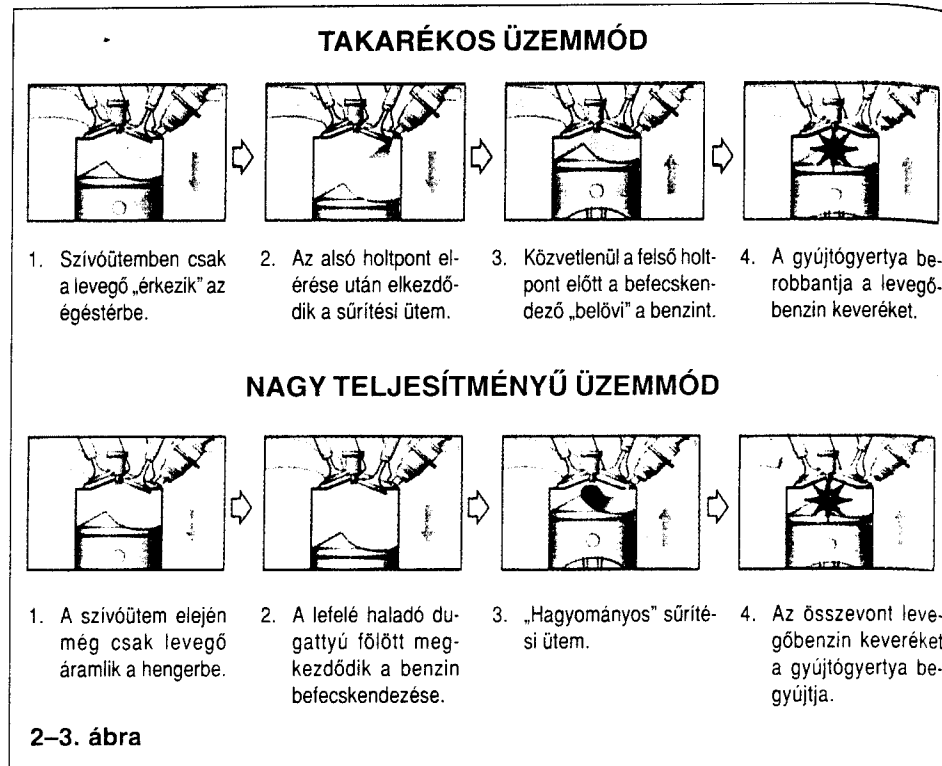 TAKARÉKOS ÜZEMMÓD
1. Szívóütemben csak
a levegő „érkezik" az
égéstérbe.
2. Az alsó holtpont el-
érése után elkezdő-
dik a sűrítési ütem.
3. Közvetlenül a felső holt-
pont előtt a befecsken-
dező „belövi" a benzint.
4. A gyújtógyertya be-
robbantja a levegő-
benzin keveréket.
NAGY TELJESÍTMÉNYŰ ÜZEMMÓD
1. A szívóütem elején
még csak levegő
áramlik a hengerbe.
2. A lefelé haladó du-
gattyú fölött meg-
kezdődik a benzin
befecskendezése.
3. „Hagyományos" sűríté-
si ütem.
4. Az összevont leve-
gőbenzin keveréket
a gyújtógyertya be-
gyújtja.
2–3. ábra